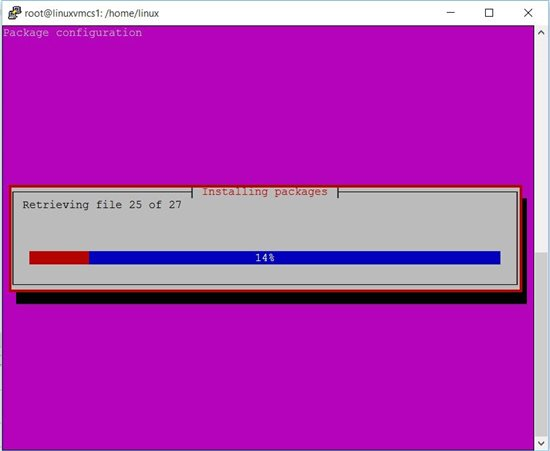 root@linuxvmcs1: /home/linux
Package configuration
Installing packages
Retrieving file 25 of 27
14%